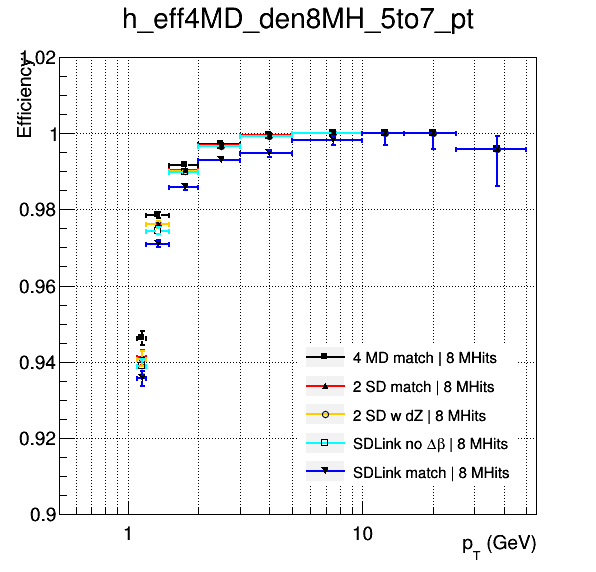 h_eff4MD_den8MH_5to7_pt
Efficiency
1.02
1
0.98
0.96
0.94
0.92
0.9
4 MD match | 8 MHits
2 SD match | 8 MHits
2 SD w dZ | 8 MHits
SDLink no Δβ | 8 MHits
SDLink match | 8 MHits
1
10
p_T (GeV)